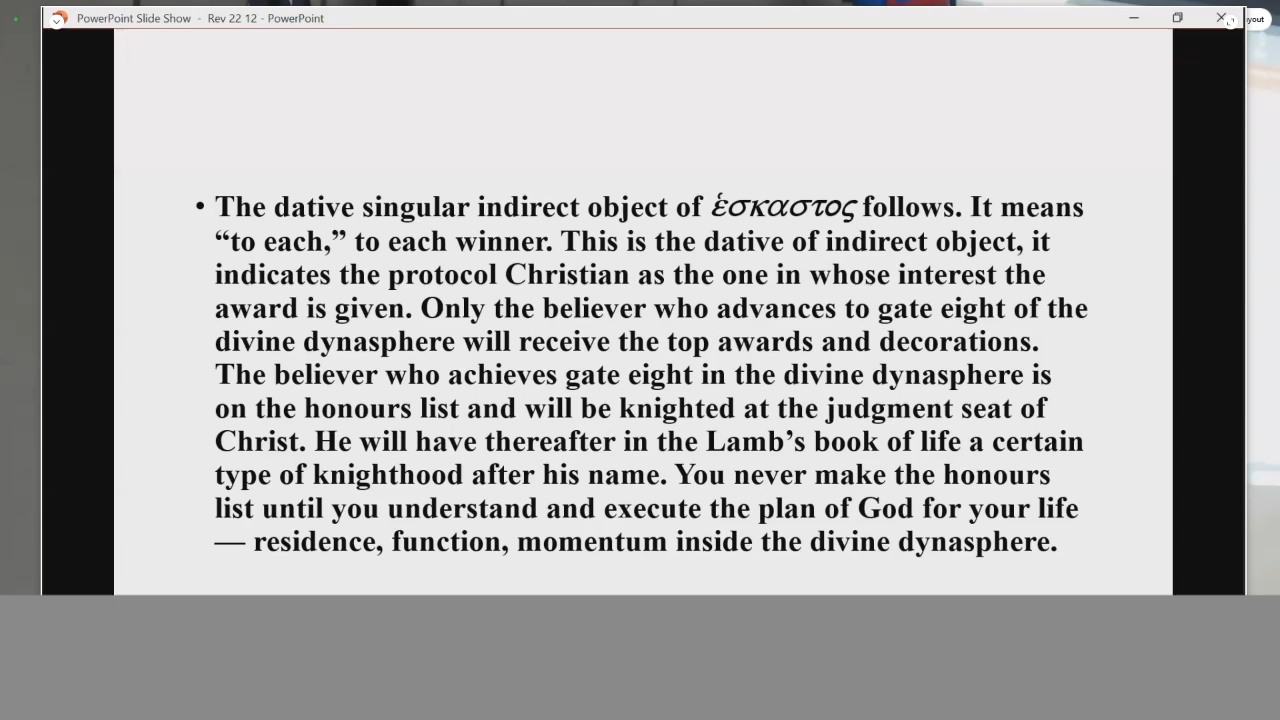 PowerPoint Slide Show - Rev 22 12 - PowerPoint
yout
• The dative singular indirect object of ἑσκαστος follows. It means
“to each,” to each winner. This is the dative of indirect object, it
indicates the protocol Christian as the one in whose interest the
award is given. Only the believer who advances to gate eight of the
divine dynasphere will receive the top awards and decorations.
The believer who achieves gate eight in the divine dynasphere is
on the honours list and will be knighted at the judgment seat of
Christ. He will have thereafter in the Lamb’s book of life a certain
type of knighthood after his name. You never make the honours
list until you understand and execute the plan of God for your life
— residence, function, momentum inside the divine dynasphere.